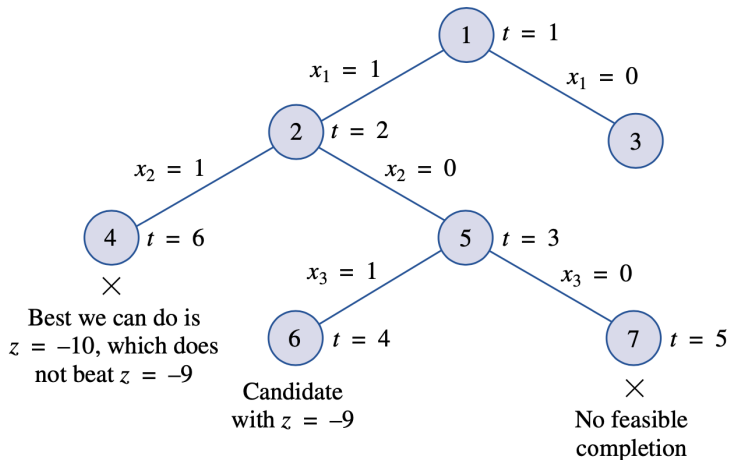 1 t = 1
x₁ = 1
x₁ = 0
2 t = 2
3
x₂ = 1
x₂ = 0
4 t = 6
5 t = 3
×
Best we can do is
z = –10, which does
not beat z = –9
x₃ = 1
x₃ = 0
6 t = 4
Candidate
with z = –9
7 t = 5
×
No feasible
completion